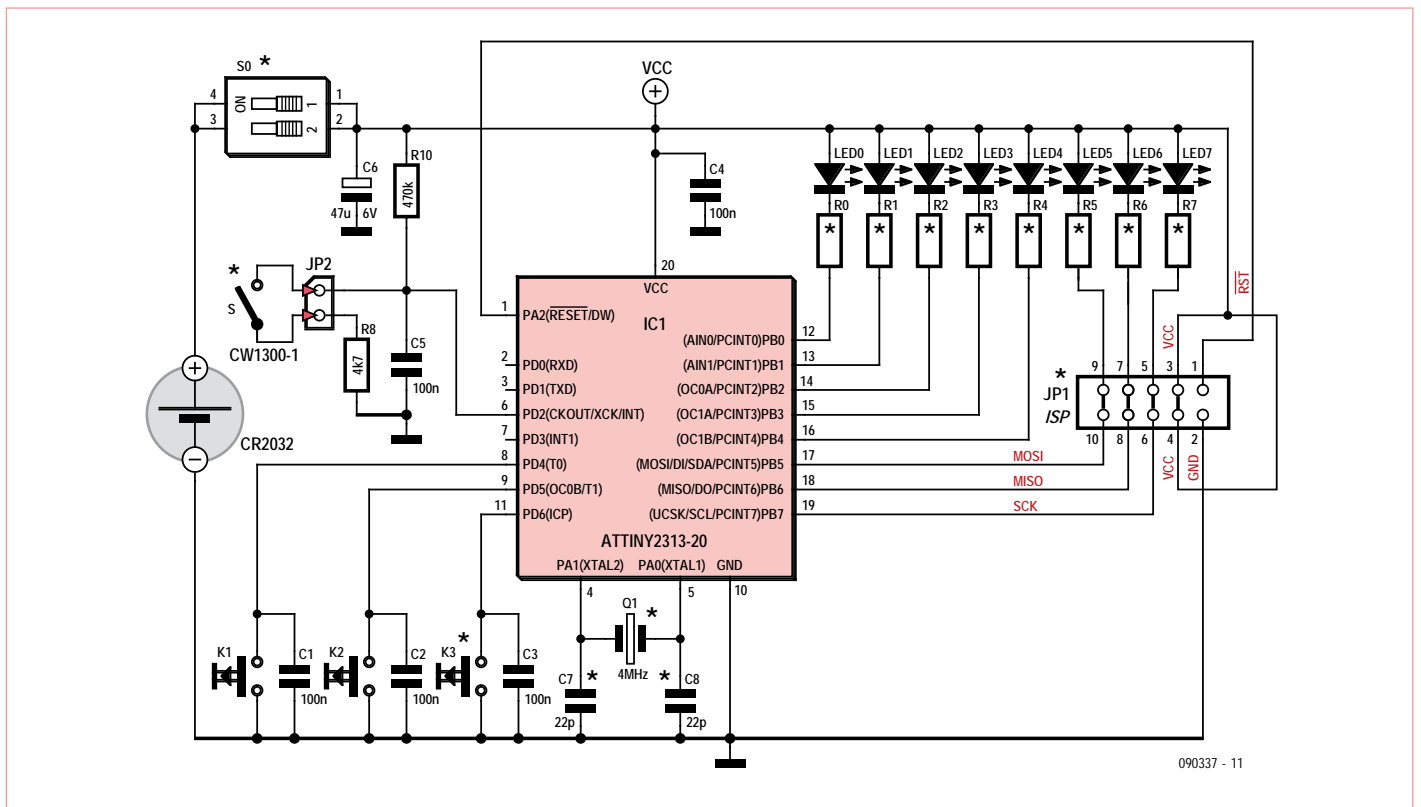 S0 *
4
3
ON
1
2
1
2
VCC
C6
47u
6V
R10
470k
C4
100n
LED0
LED1
LED2
LED3
LED4
LED5
LED6
LED7
R0
R1
R2
R3
R4
R5
R6
R7
*
*
*
*
*
*
*
*
*
S
CW1300-1
JP2
R8
4k7
C5
100n
CR2032
20
VCC
IC1
1
PA2(RESET/DW)
2
PD0(RXD)
3
PD1(TXD)
6
PD2(CKOUT/XCK/INT)
7
PD3(INT1)
8
PD4(T0)
9
PD5(OC0B/T1)
11
PD6(ICP)
(AIN0/PCINT0)PB0
12
(AIN1/PCINT1)PB1
13
(OC0A/PCINT2)PB2
14
(OC1A/PCINT3)PB3
15
(OC1B/PCINT4)PB4
16
(MOSI/DI/SDA/PCINT5)PB5
17
(MISO/DO/PCINT6)PB6
18
(UCSK/SCL/PCINT7)PB7
19
ATTINY2313-20
PA1(XTAL2)
PA0(XTAL1)
GND
4
5
10
MOSI
MISO
SCK
VCC
RST
9
7
5
3
1
*
JP1
ISP
10
8
6
4
2
VCC
GND
K1
C1
100n
K2
C2
100n
K3
*
C3
100n
Q1
*
4MHz
C7
*
22p
*
C8
22p
090337 - 11